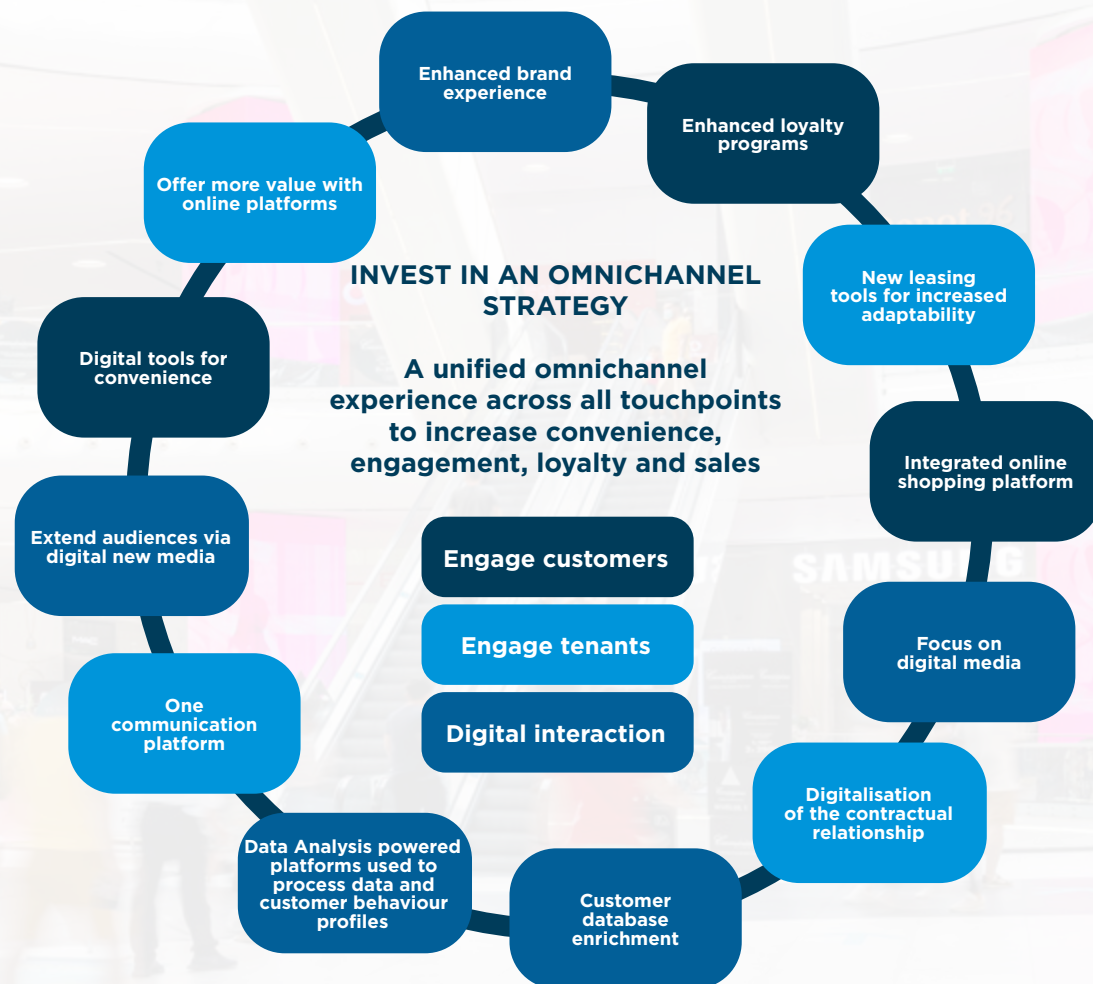 Enhanced brand
experience
Enhanced loyalty
programs
Offer more value with
online platforms
New leasing
tools for increased
adaptability
INVEST IN AN OMNICHANNEL
STRATEGY
Digital tools for
convenience
A unified omnichannel
experience across all touchpoints
to increase convenience,
engagement, loyalty and sales
Integrated online
shopping platform
Extend audiences via
digital new media
Engage customers
SAMSUNG
Engage tenants
Focus on
digital media
One
communication
platform
Digital interaction
Digitalisation
of the contractual
relationship
Data Analysis powered
platforms used to
process data and
customer behaviour
profiles
Customer
database
enrichment